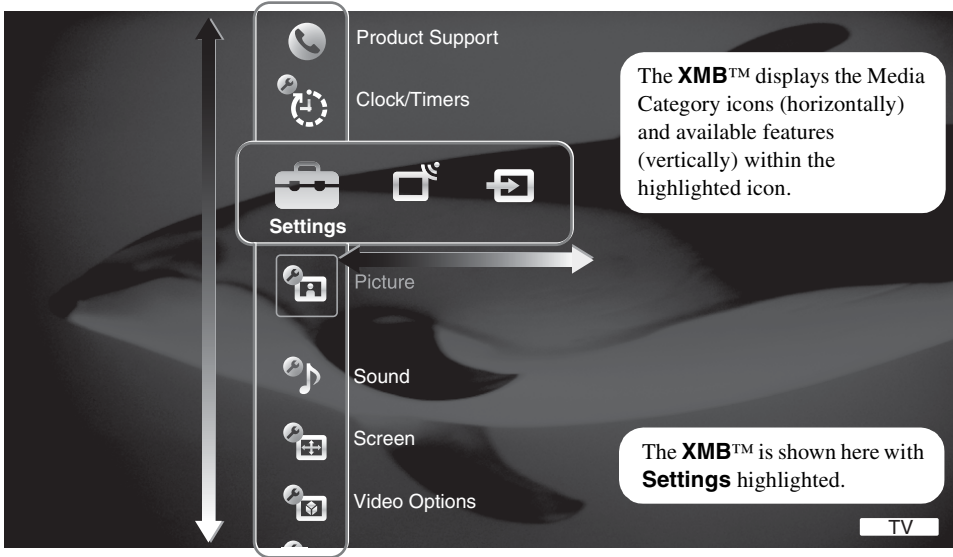 Product Support
Clock/Timers
The XMB™ displays the Media
Category icons (horizontally)
and available features
(vertically) within the
highlighted icon.
Settings
Picture
Sound
Screen
Video Options
The XMB™ is shown here with
Settings highlighted.
TV